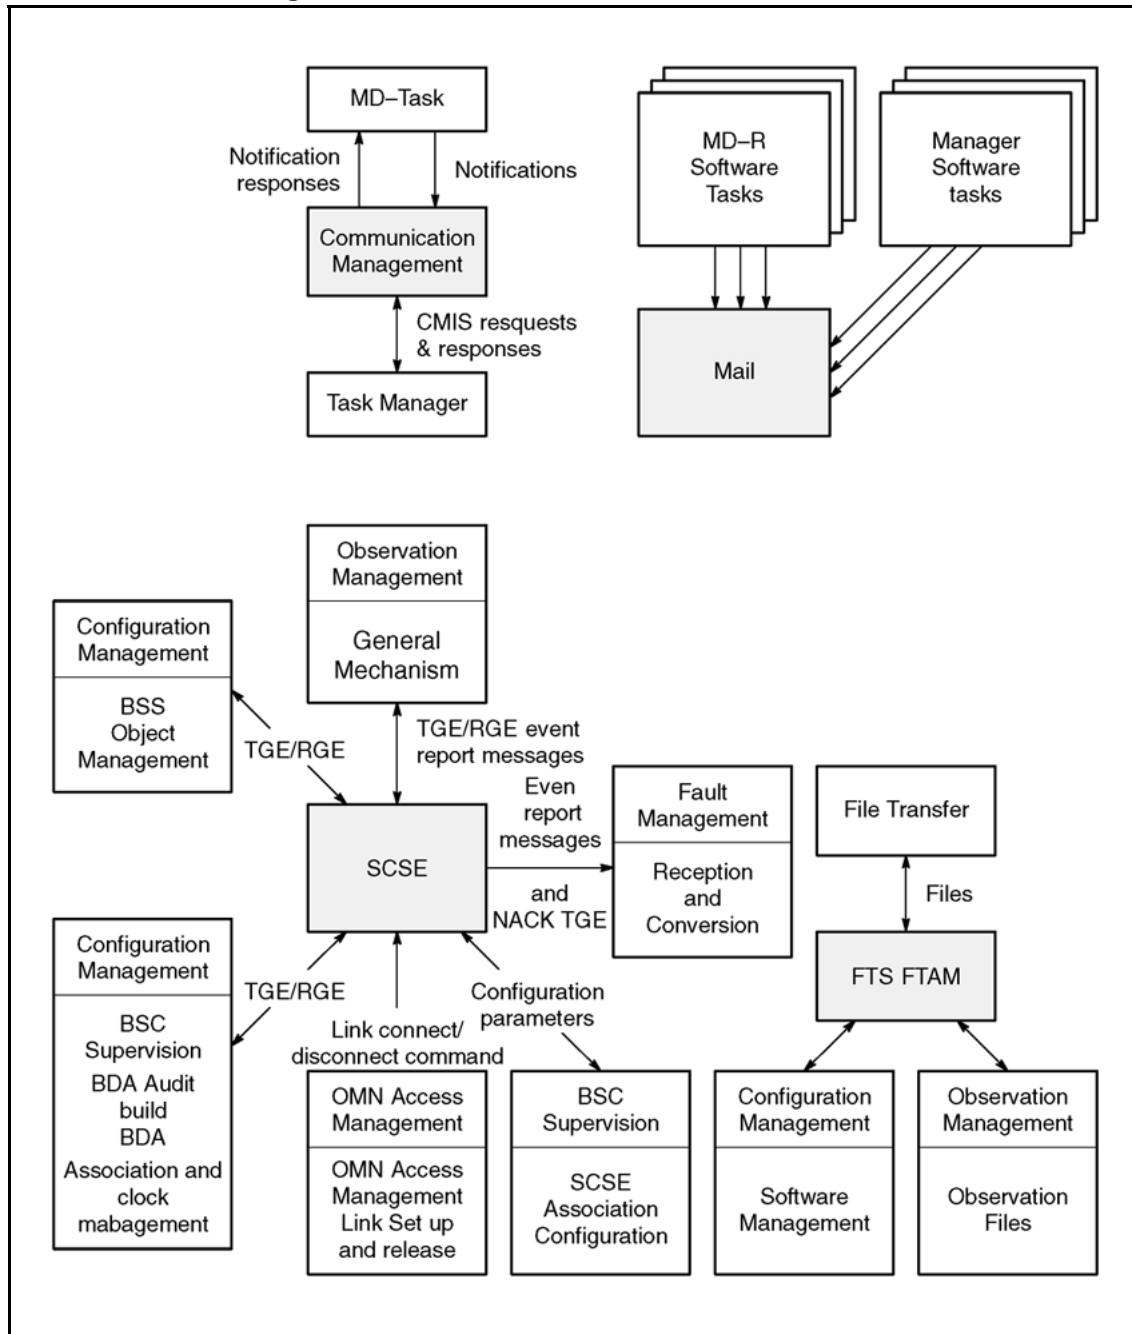 MD–Task
Notification
responses
Notifications
Communication
Management
CMIS resquests
& responses
Task Manager
MD–R
Software
Tasks
Manager
Software
tasks
Mail
Observation
Management
General
Mechanism
Configuration
Management
BSS
Object
Management
TGE/RGE
TGE/RGE event
report messages
SCSE
Even
report
messages
and
NACK TGE
Fault
Management
Reception
and
Conversion
File Transfer
Files
FTS FTAM
Configuration
Management
BSC
Supervision
BDA Audit
build
BDA
Association and
clock
mabagement
TGE/RGE
Link connect/
disconnect command
Configuration
parameters
OMN Access
Management
OMN Access
Management
Link Set up
and release
BSC
Supervision
SCSE
Association
Configuration
Configuration
Management
Software
Management
Observation
Management
Observation
Files